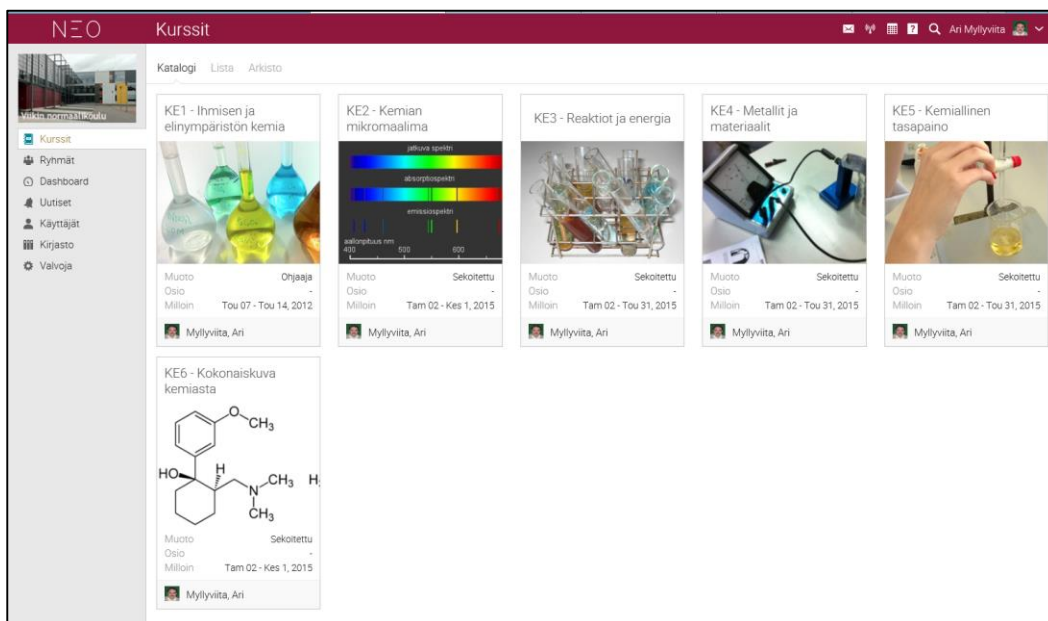 NEO
Kurssit
Ari Myllyviita
Viikin normaalikoulu
Kurssit
Ryhmät
Dashboard
Uutiset
Käyttäjät
Kirjasto
Valvoja
Katalogi Lista Arkisto
KE1 - Ihmisen ja
elinympäristön kemia
Muoto Ohjaaja
Osio -
Milloin Tou 07 - Tou 14, 2012
Myllyviita, Ari
KE2 - Kemian
mikromaalima
jatkuva spektri
absorptiospektri
emissiospektri
aallonpituus nm
400 500 600
Muoto Sekoitettu
Osio -
Milloin Tam 02 - Kes 1, 2015
Myllyviita, Ari
KE3 - Reaktiot ja energia
Muoto Sekoitettu
Osio -
Milloin Tam 02 - Tou 31, 2015
Myllyviita, Ari
KE4 - Metallit ja
materiaalit
Muoto Sekoitettu
Osio -
Milloin Tam 02 - Tou 31, 2015
Myllyviita, Ari
KE5 - Kemiallinen
tasapaino
Muoto Sekoitettu
Osio -
Milloin Tam 02 - Tou 31, 2015
Myllyviita, Ari
KE6 - Kokonaiskuva
kemiasta
O
CH3
HO
H
N
CH3
H
CH3
Muoto Sekoitettu
Osio -
Milloin Tam 02 - Kes 1, 2015
Myllyviita, Ari